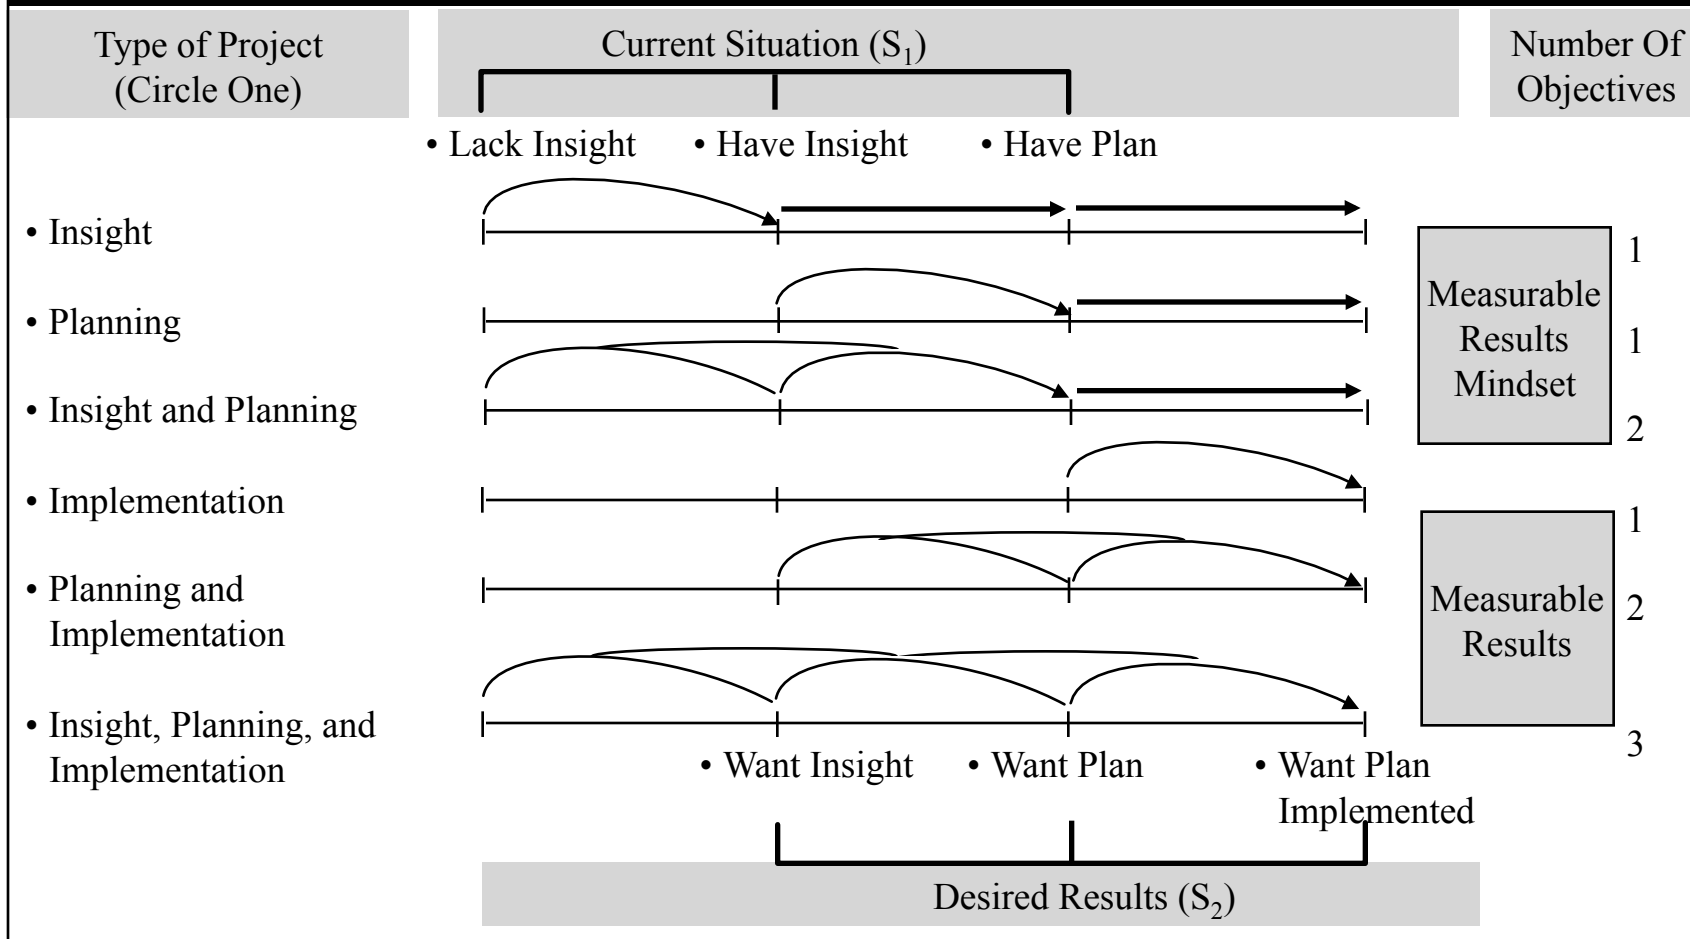 Type of Project
(Circle One)
Current Situation (S₁)
Number Of
Objectives
• Lack Insight
• Have Insight
• Have Plan
• Insight
1
• Planning
1
• Insight and Planning
2
Measurable
Results
Mindset
• Implementation
1
• Planning and
Implementation
2
• Insight, Planning, and
Implementation
3
Measurable
Results
• Want Insight
• Want Plan
• Want Plan
Implemented
Desired Results (S₂)